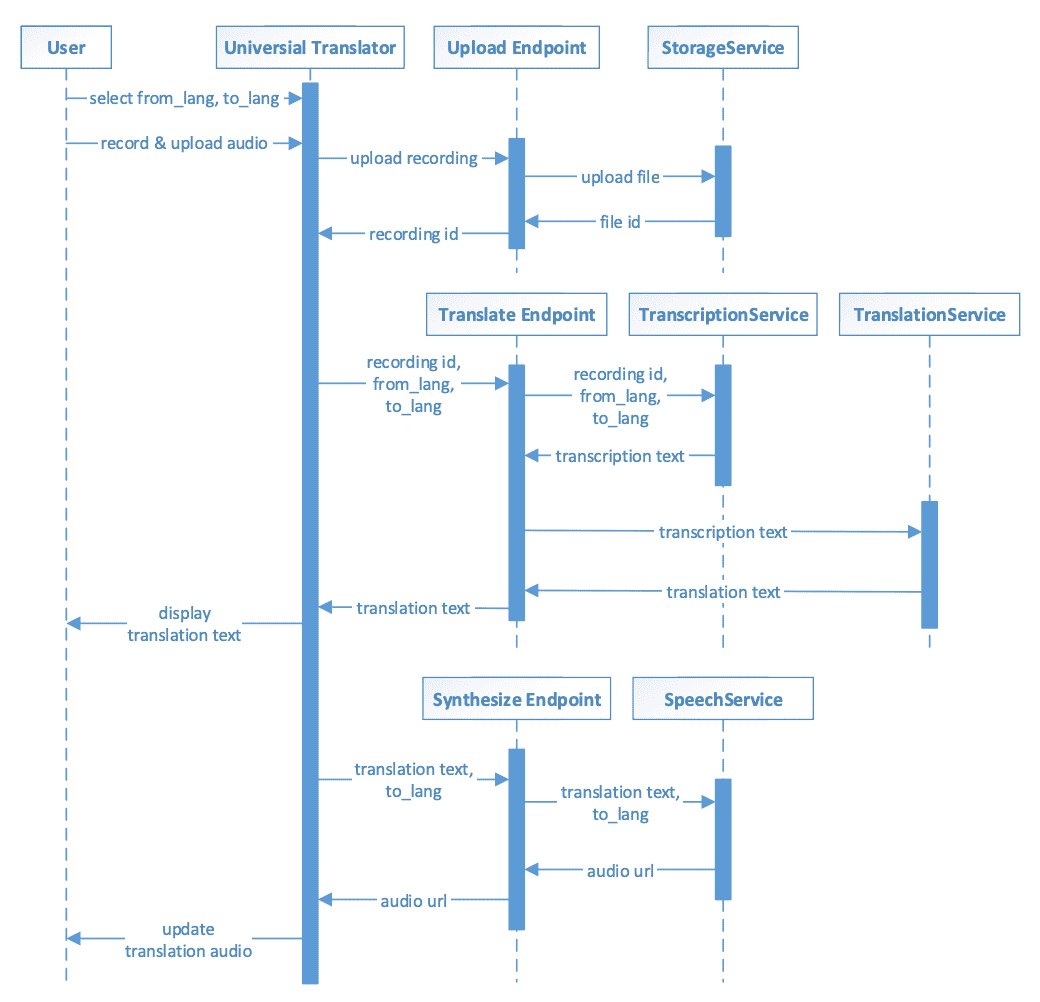 User
Universial Translator
Upload Endpoint
StorageService
select from_lang, to_lang
record & upload audio
upload recording
upload file
file id
recording id
Translate Endpoint
TranscriptionService
TranslationService
recording id,
from_lang,
to_lang
recording id,
from_lang,
to_lang
transcription text
transcription text
translation text
translation text
display
translation text
Synthesize Endpoint
SpeechService
translation text,
to_lang
translation text,
to_lang
audio url
audio url
update
translation audio